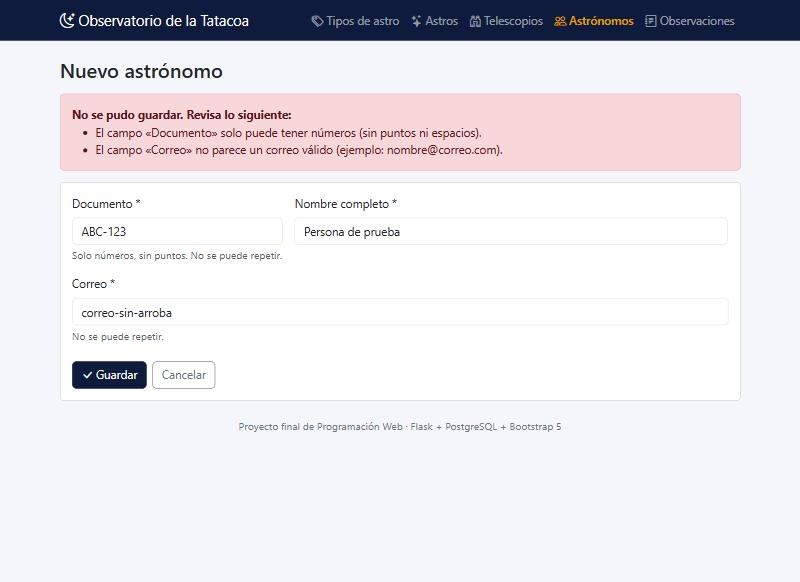 Observatorio de la Tatacoa
Tipos de astro
Astros
Telescopios
Astrónomos
Observaciones
Nuevo astrónomo
No se pudo guardar. Revisa lo siguiente:
• El campo «Documento» solo puede tener números (sin puntos ni espacios).
• El campo «Correo» no parece un correo válido (ejemplo: nombre@correo.com).
Documento *
Nombre completo *
ABC-123
Persona de prueba
Solo números, sin puntos. No se puede repetir.
Correo *
correo-sin-arroba
No se puede repetir.
Guardar
Cancelar
Proyecto final de Programación Web · Flask + PostgreSQL + Bootstrap 5